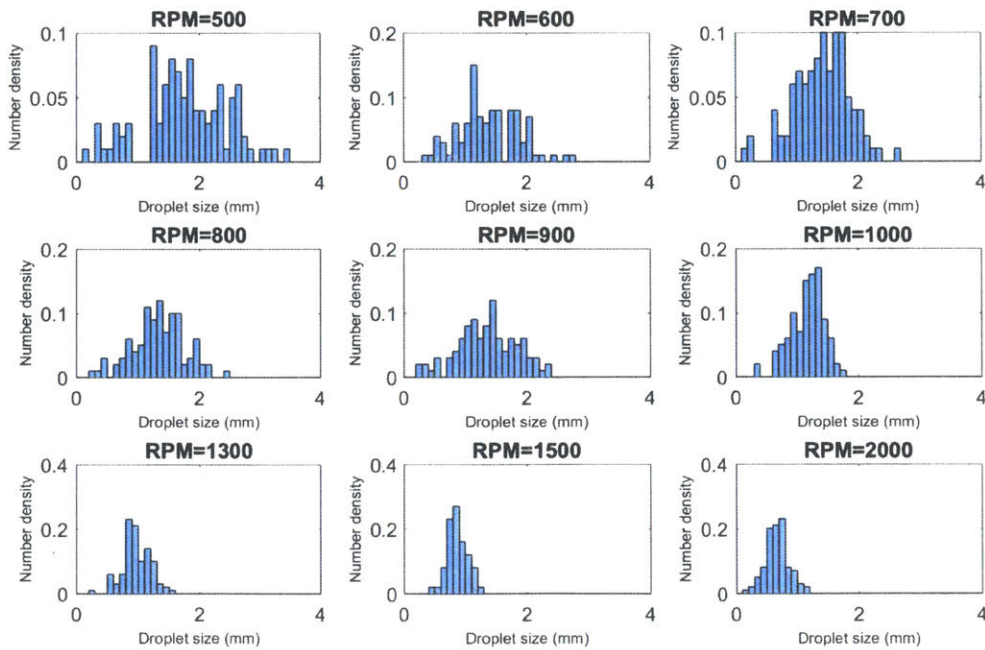 RPM=500
RPM=600
RPM=700
0.1
0.05
0
Number density
0 2 4
Droplet size (mm)
0.2
0.1
0
Number density
0 2 4
Droplet size (mm)
0.1
0.05
0
Number density
0 2 4
Droplet size (mm)
RPM=800
RPM=900
RPM=1000
0.2
0.1
0
Number density
0 2 4
Droplet size (mm)
0.2
0.1
0
Number density
0 2 4
Droplet size (mm)
0.2
0.1
0
Number density
0 2 4
Droplet size (mm)
RPM=1300
RPM=1500
RPM=2000
0.4
0.2
0
Number density
0 2 4
Droplet size (mm)
0.4
0.2
0
Number density
0 2 4
Droplet size (mm)
0.4
0.2
0
Number density
0 2 4
Droplet size (mm)